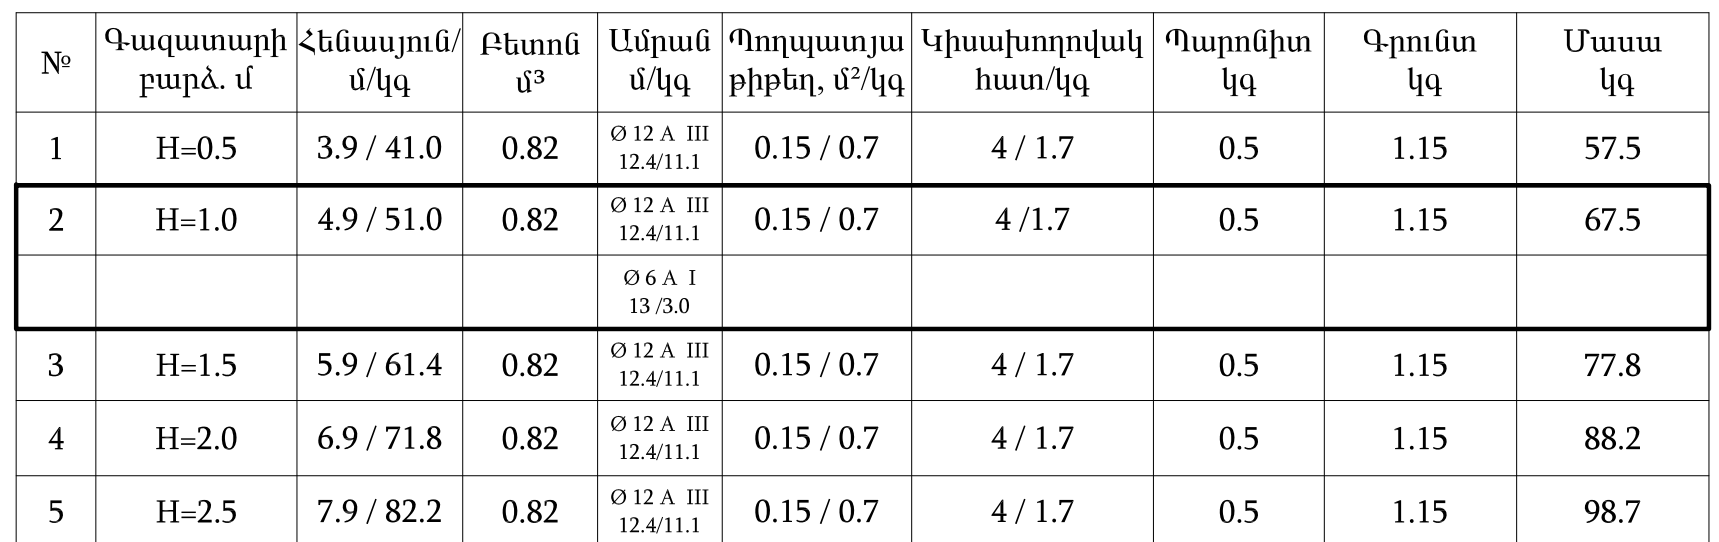 № Գազատարի բարձ. մ Հենասյուն/ մ/կգ Բետոն մ³ Ամրան մ/կգ Պողպատյա թիթեղ, մ²/կգ Կիսախողովակ հատ/կգ Պարոնիտ կգ Գրունտ կգ Մասա կգ
1 H=0.5 3.9 / 41.0 0.82 Ø 12 A III 12.4/11.1 0.15 / 0.7 4 / 1.7 0.5 1.15 57.5
2 H=1.0 4.9 / 51.0 0.82 Ø 12 A III 12.4/11.1 0.15 / 0.7 4 /1.7 0.5 1.15 67.5
Ø 6 A I 13 /3.0
3 H=1.5 5.9 / 61.4 0.82 Ø 12 A III 12.4/11.1 0.15 / 0.7 4 / 1.7 0.5 1.15 77.8
4 H=2.0 6.9 / 71.8 0.82 Ø 12 A III 12.4/11.1 0.15 / 0.7 4 / 1.7 0.5 1.15 88.2
5 H=2.5 7.9 / 82.2 0.82 Ø 12 A III 12.4/11.1 0.15 / 0.7 4 / 1.7 0.5 1.15 98.7